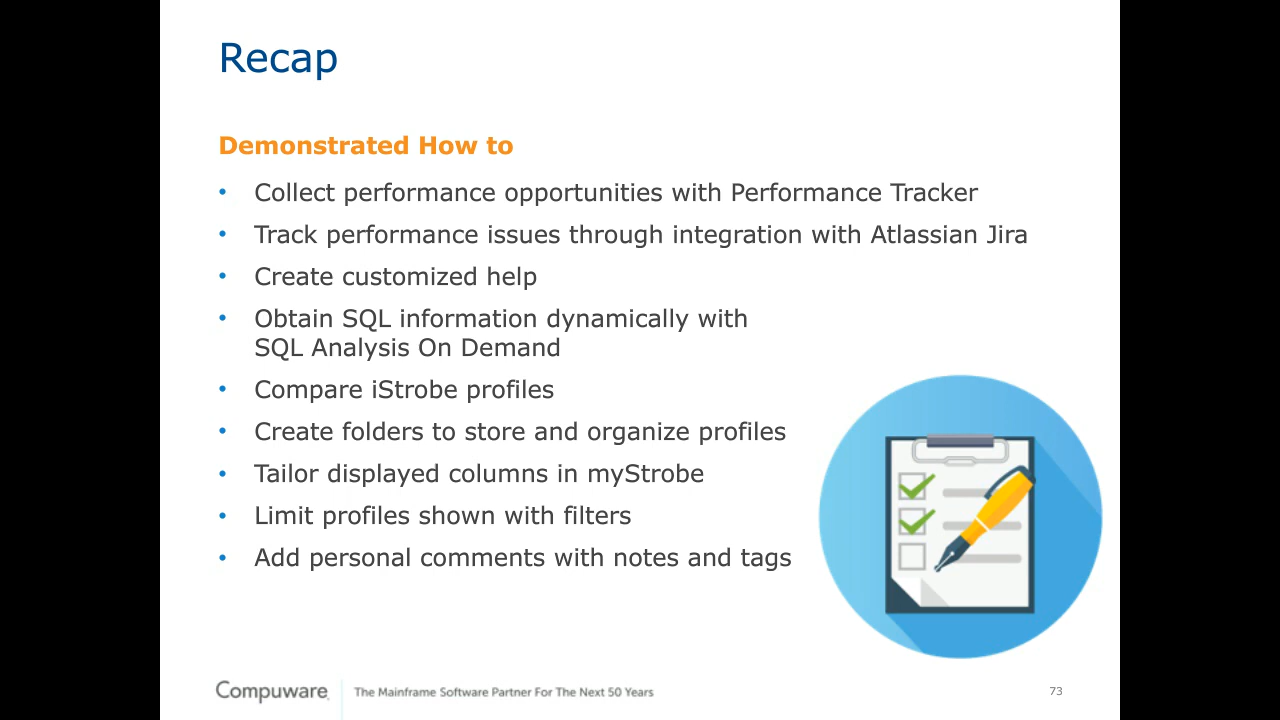 Recap
Demonstrated How to
• Collect performance opportunities with Performance Tracker
• Track performance issues through integration with Atlassian Jira
• Create customized help
• Obtain SQL information dynamically with
SQL Analysis On Demand
• Compare iStrobe profiles
• Create folders to store and organize profiles
• Tailor displayed columns in myStrobe
• Limit profiles shown with filters
• Add personal comments with notes and tags
Compuware
The Mainframe Software Partner For The Next 50 Years
73